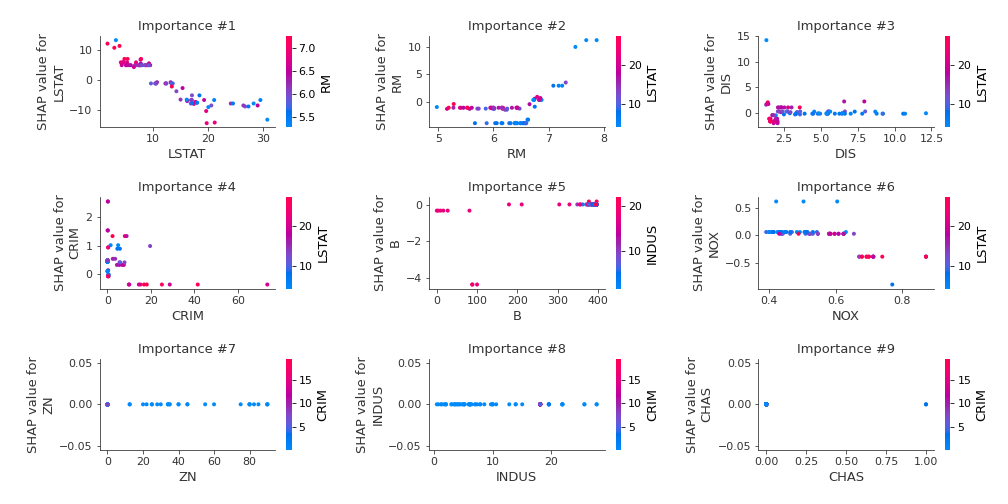 Importance #1
SHAP value for
LSTAT
10
0
−10
10
20
30
LSTAT
7.0
6.5
6.0
5.5
RM
Importance #2
SHAP value for
RM
10
5
0
5
6
7
8
RM
20
10
LSTAT
Importance #3
SHAP value for
DIS
15
10
5
0
2.5
5.0
7.5
10.0
12.5
DIS
20
10
LSTAT
Importance #4
SHAP value for
CRIM
2
1
0
0
20
40
60
CRIM
20
10
LSTAT
Importance #5
SHAP value for
B
0
−2
−4
0
100
200
300
400
B
20
15
10
5
INDUS
Importance #6
SHAP value for
NOX
0.5
0.0
−0.5
0.4
0.6
0.8
NOX
20
10
LSTAT
Importance #7
SHAP value for
ZN
0.05
0.00
−0.05
0
20
40
60
80
ZN
15
10
5
CRIM
Importance #8
SHAP value for
INDUS
0.05
0.00
−0.05
0
10
20
INDUS
15
10
5
CRIM
Importance #9
SHAP value for
CHAS
0.05
0.00
−0.05
0.00
0.25
0.50
0.75
1.00
CHAS
15
10
5
CRIM